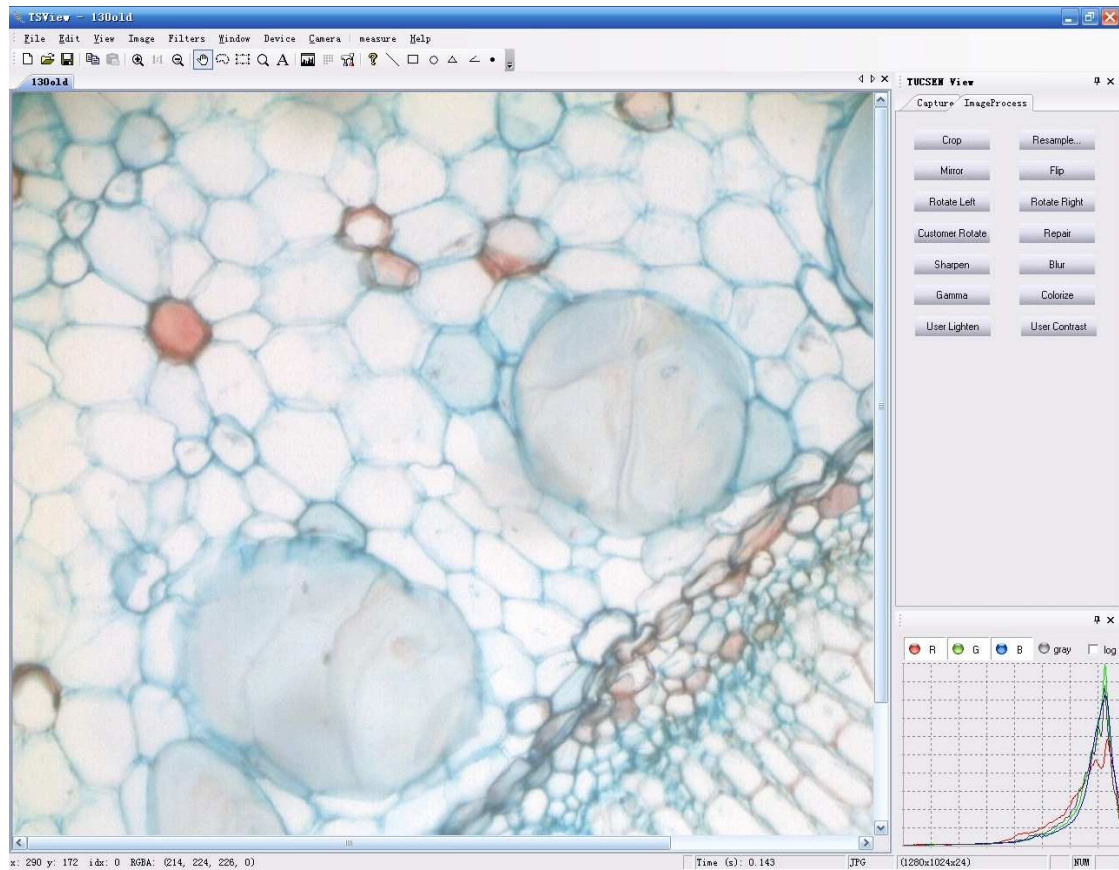 TSView - 130old
File Edit View Image Filters Window Device Camera measure Help
1:1 A ?
130old
TUCSEN View
Capture ImageProcess
Crop Resample...
Mirror Flip
Rotate Left Rotate Right
Customer Rotate Repair
Sharpen Blur
Gamma Colorize
User Lighten User Contrast
R G B gray log
x: 290 y: 172 idx: 0 RGBA: (214, 224, 226, 0) Time (s): 0.143 JPG (1280x1024x24) NUM